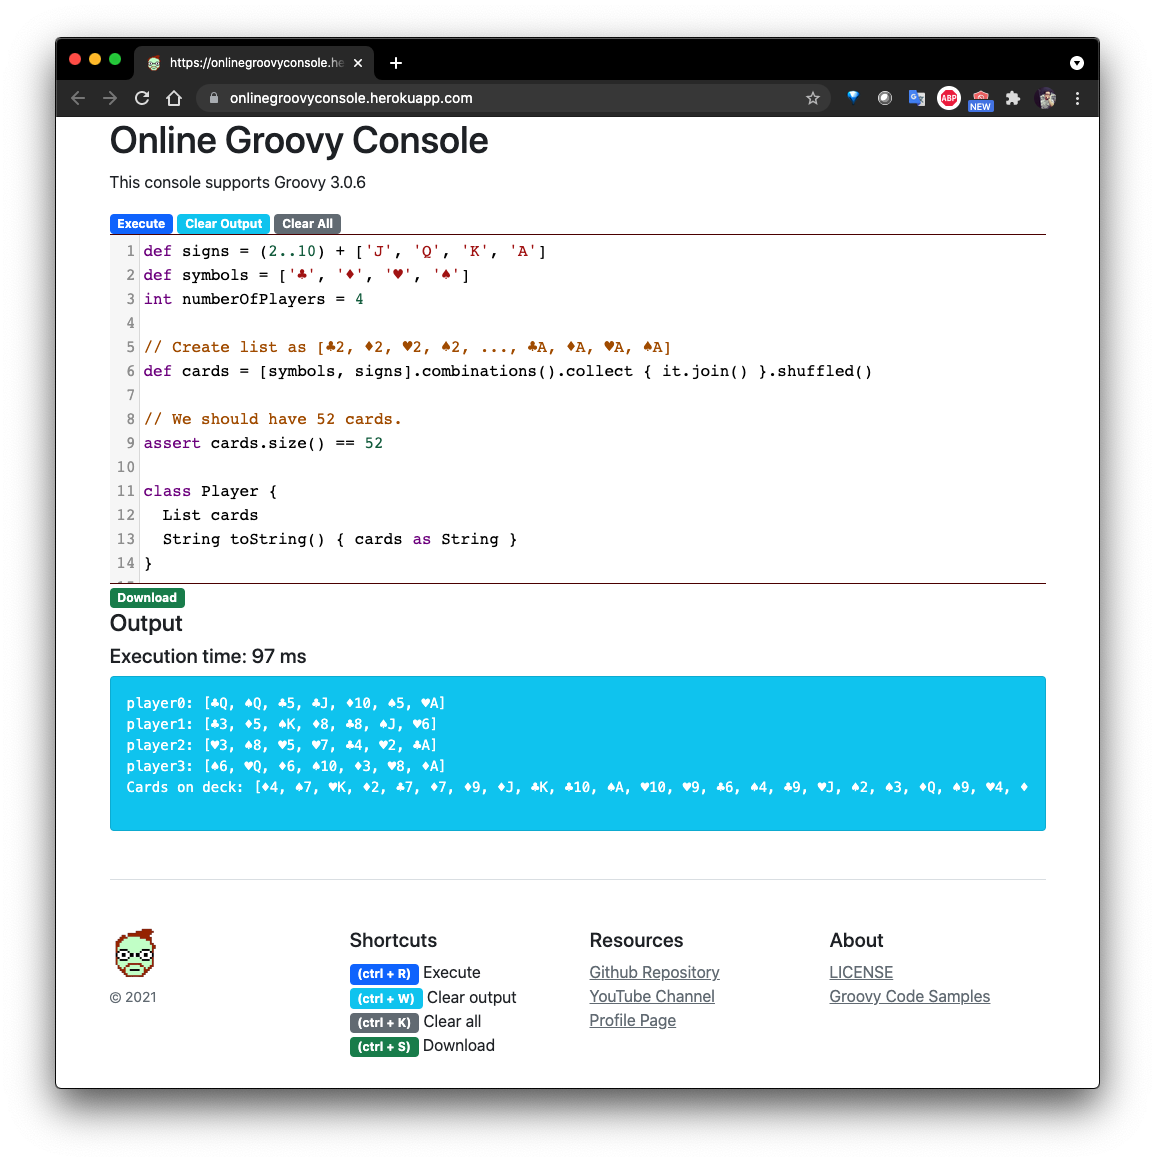 https://onlinegroovyconsole.he
onlinegroovyconsole.herokuapp.com
ABP
NEW
Online Groovy Console
This console supports Groovy 3.0.6
Execute Clear Output Clear All
1 def signs = (2..10) + ['J', 'Q', 'K', 'A']
2 def symbols = ['♣', '♦', '♥', '♠']
3 int numberOfPlayers = 4
4
5 // Create list as [♣2, ♦2, ♥2, ♠2, ..., ♣A, ♦A, ♥A, ♠A]
6 def cards = [symbols, signs].combinations().collect { it.join() }.shuffled()
7
8 // We should have 52 cards.
9 assert cards.size() == 52
10
11 class Player {
12   List cards
13   String toString() { cards as String }
14 }
Download
Output
Execution time: 97 ms
player0: [♣Q, ♠Q, ♣5, ♣J, ♦10, ♠5, ♥A]
player1: [♣3, ♦5, ♠K, ♦8, ♣8, ♠J, ♥6]
player2: [♥3, ♠8, ♥5, ♥7, ♣4, ♥2, ♣A]
player3: [♠6, ♥Q, ♦6, ♠10, ♦3, ♥8, ♦A]
Cards on deck: [♦4, ♠7, ♥K, ♦2, ♣7, ♦7, ♦9, ♦J, ♣K, ♣10, ♠A, ♥10, ♥9, ♣6, ♠4, ♣9, ♥J, ♠2, ♠3, ♦Q, ♠9, ♥4, ♦
© 2021
Shortcuts
(ctrl + R) Execute
(ctrl + W) Clear output
(ctrl + K) Clear all
(ctrl + S) Download
Resources
Github Repository
YouTube Channel
Profile Page
About
LICENSE
Groovy Code Samples